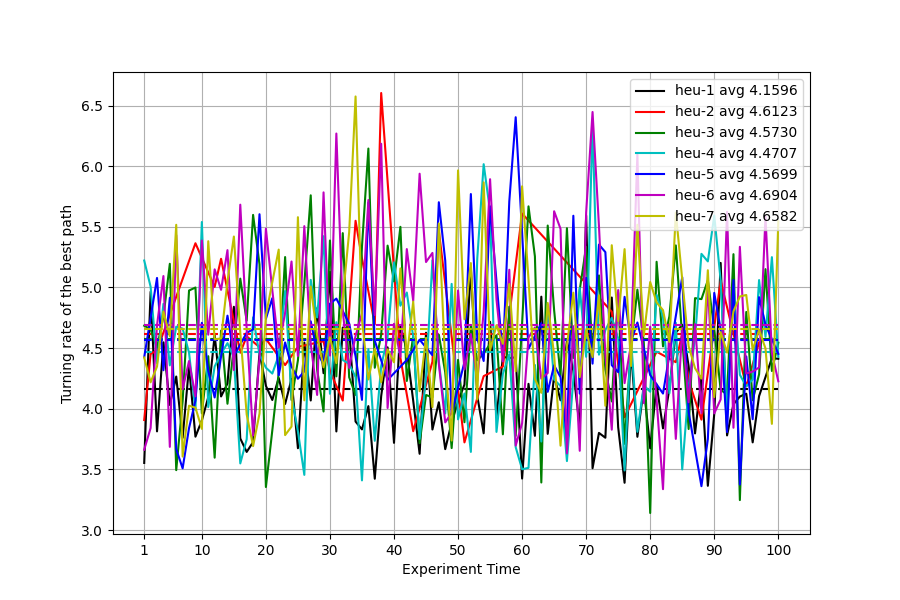 heu-1 avg 4.1596
heu-2 avg 4.6123
heu-3 avg 4.5730
heu-4 avg 4.4707
heu-5 avg 4.5699
heu-6 avg 4.6904
heu-7 avg 4.6582
Turning rate of the best path
6.5
6.0
5.5
5.0
4.5
4.0
3.5
3.0
1 10 20 30 40 50 60 70 80 90 100
Experiment Time